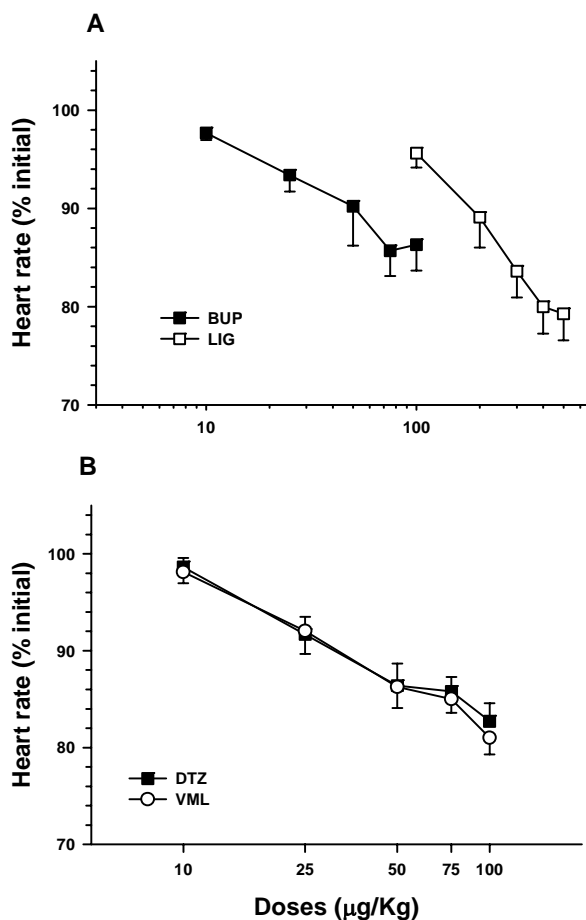 A
Heart rate (% initial)
100
90
80
70
BUP
LIG
10
100
B
Heart rate (% initial)
100
90
80
70
DTZ
VML
10
25
50
75
100
Doses (μg/Kg)